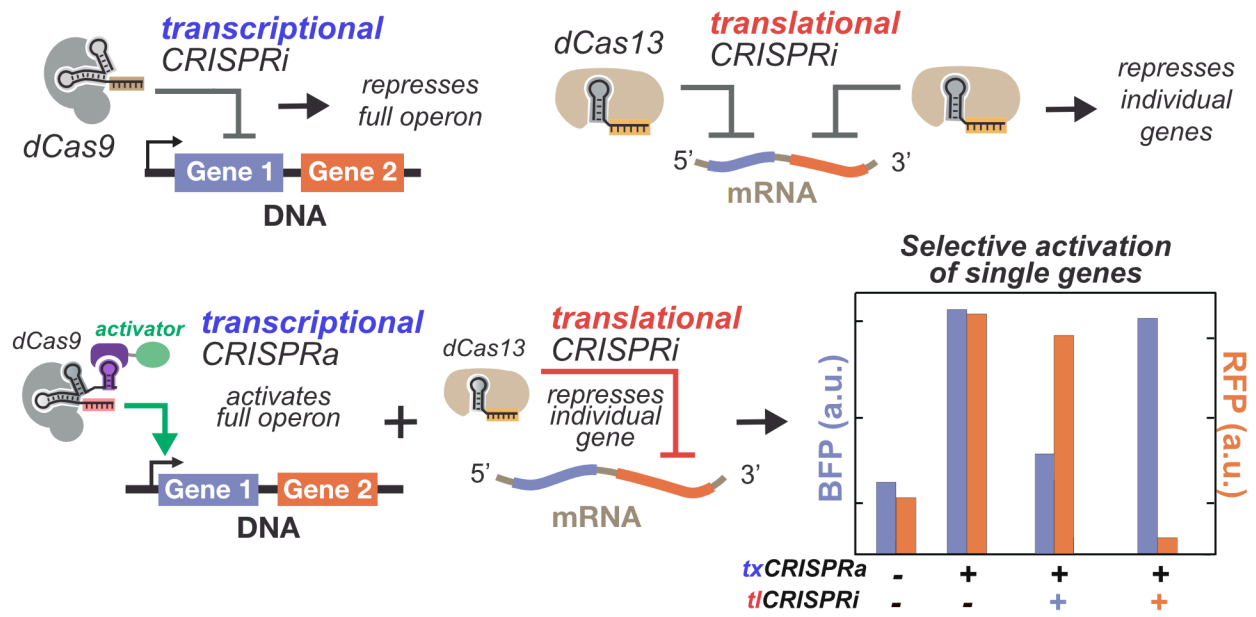 transcriptional
CRISPRi
dCas9
represses
full operon
Gene 1
Gene 2
DNA
dCas13
translational
CRISPRi
represses
individual
genes
5’
3’
mRNA
dCas9
activator
transcriptional
CRISPRa
activates
full operon
Gene 1
Gene 2
DNA
+
dCas13
translational
CRISPRi
represses
individual
gene
5’
3’
mRNA
Selective activation
of single genes
BFP (a.u.)
RFP (a.u.)
txCRISPRa - + + +
tlCRISPRi - - + +